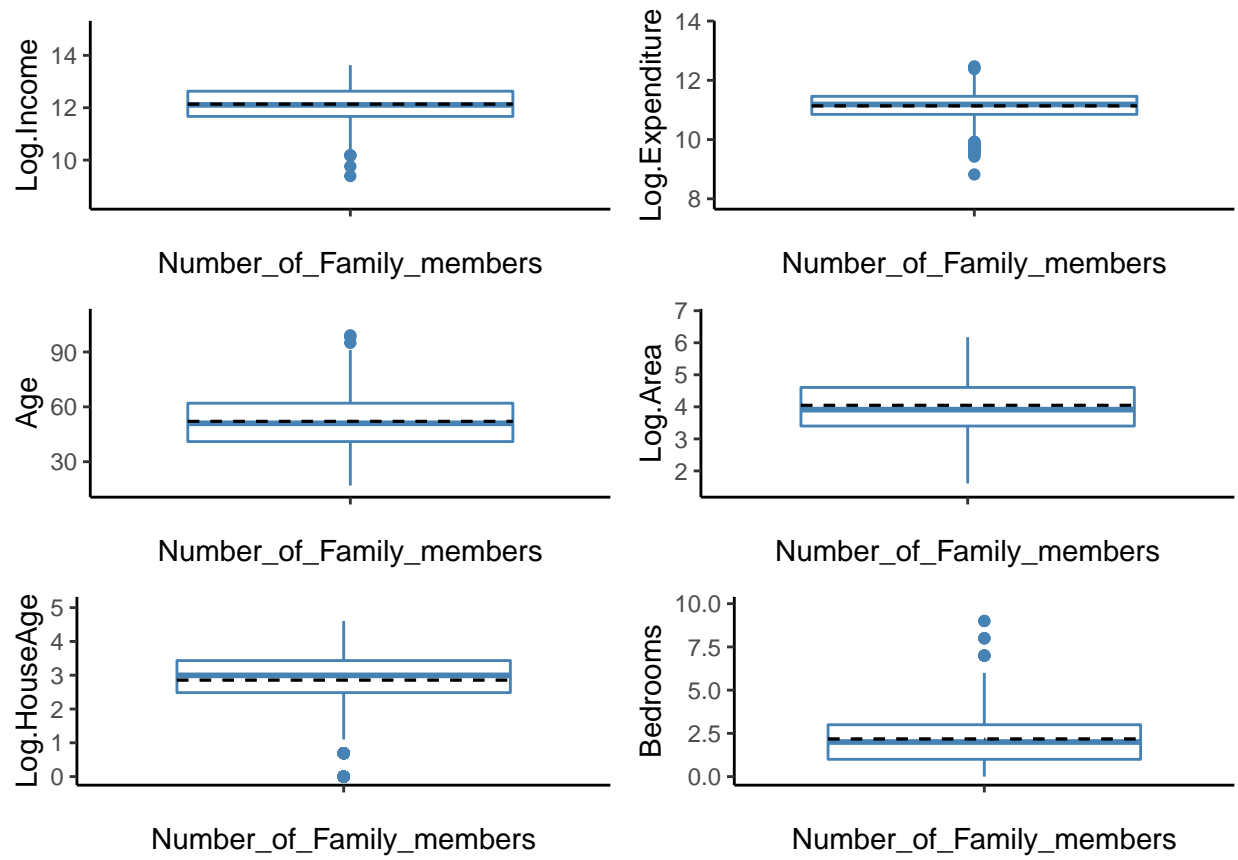 Log.Income
14
12
10
Number_of_Family_members
Log.Expenditure
14
12
10
8
Number_of_Family_members
Age
90
60
30
Number_of_Family_members
Log.Area
7
6
5
4
3
2
Number_of_Family_members
Log.HouseAge
5
4
3
2
1
0
Number_of_Family_members
Bedrooms
10.0
7.5
5.0
2.5
0.0
Number_of_Family_members